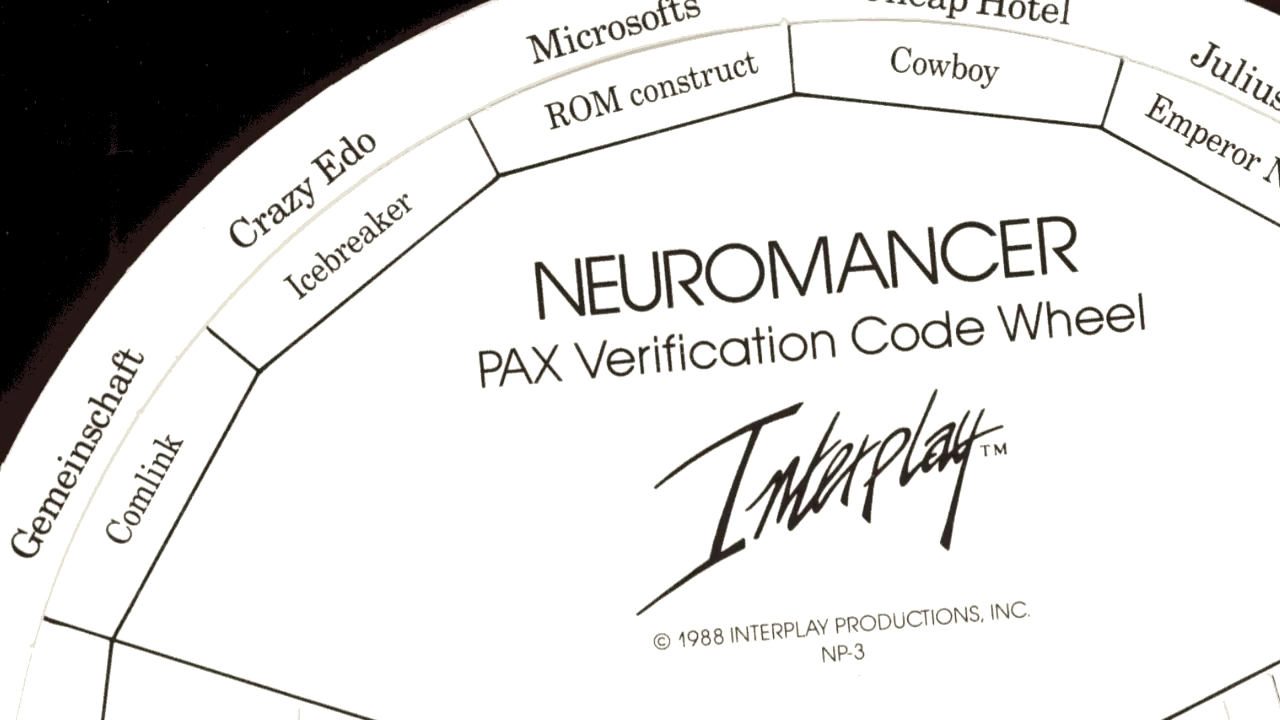 Microsofts
Hotel
Julius
ROM construct
Cowboy
Emperor
Crazy Edo
Icebreaker
Gemeinschaft
Comlink
NEUROMANCER
PAX Verification Code Wheel
Interplay™
© 1988 INTERPLAY PRODUCTIONS, INC.
NP-3